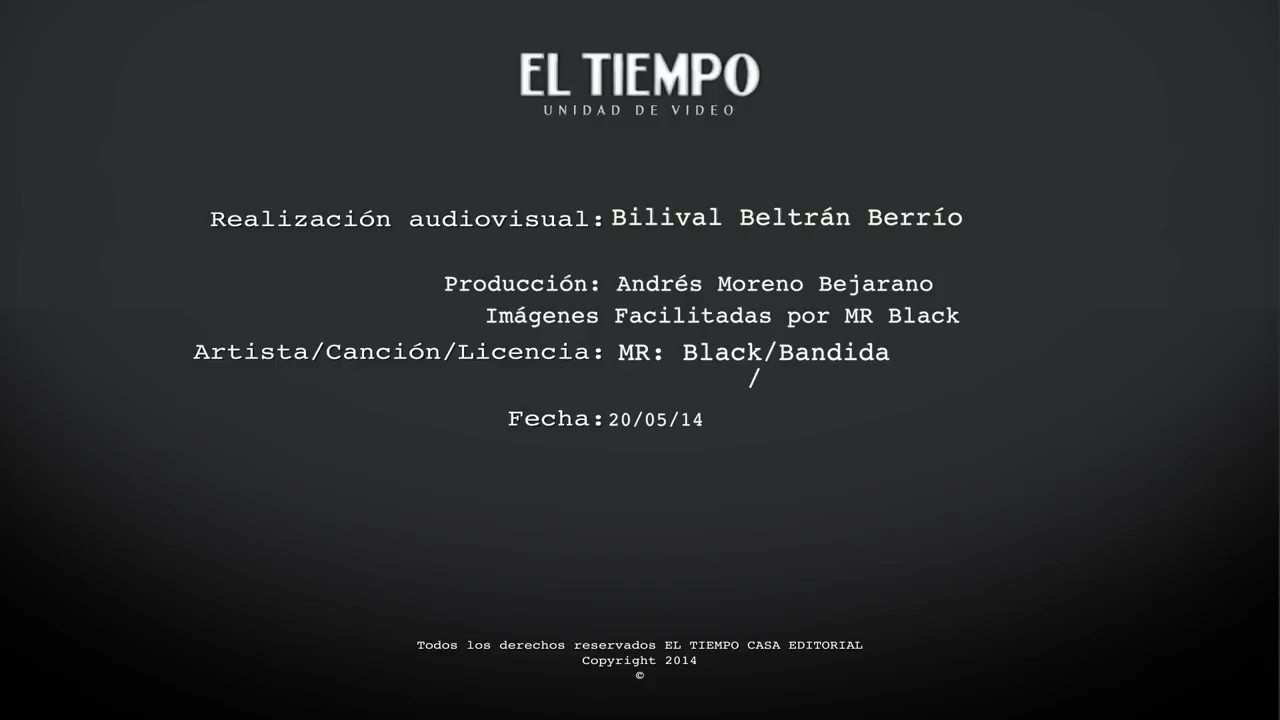 EL TIEMPO
UNIDAD DE VIDEO
Realización audiovisual: Bilival Beltrán Berrío
Producción: Andrés Moreno Bejarano
Imágenes Facilitadas por MR Black
Artista/Canción/Licencia: MR: Black/Bandida
/
Fecha: 20/05/14
Todos los derechos reservados EL TIEMPO CASA EDITORIAL
Copyright 2014
©